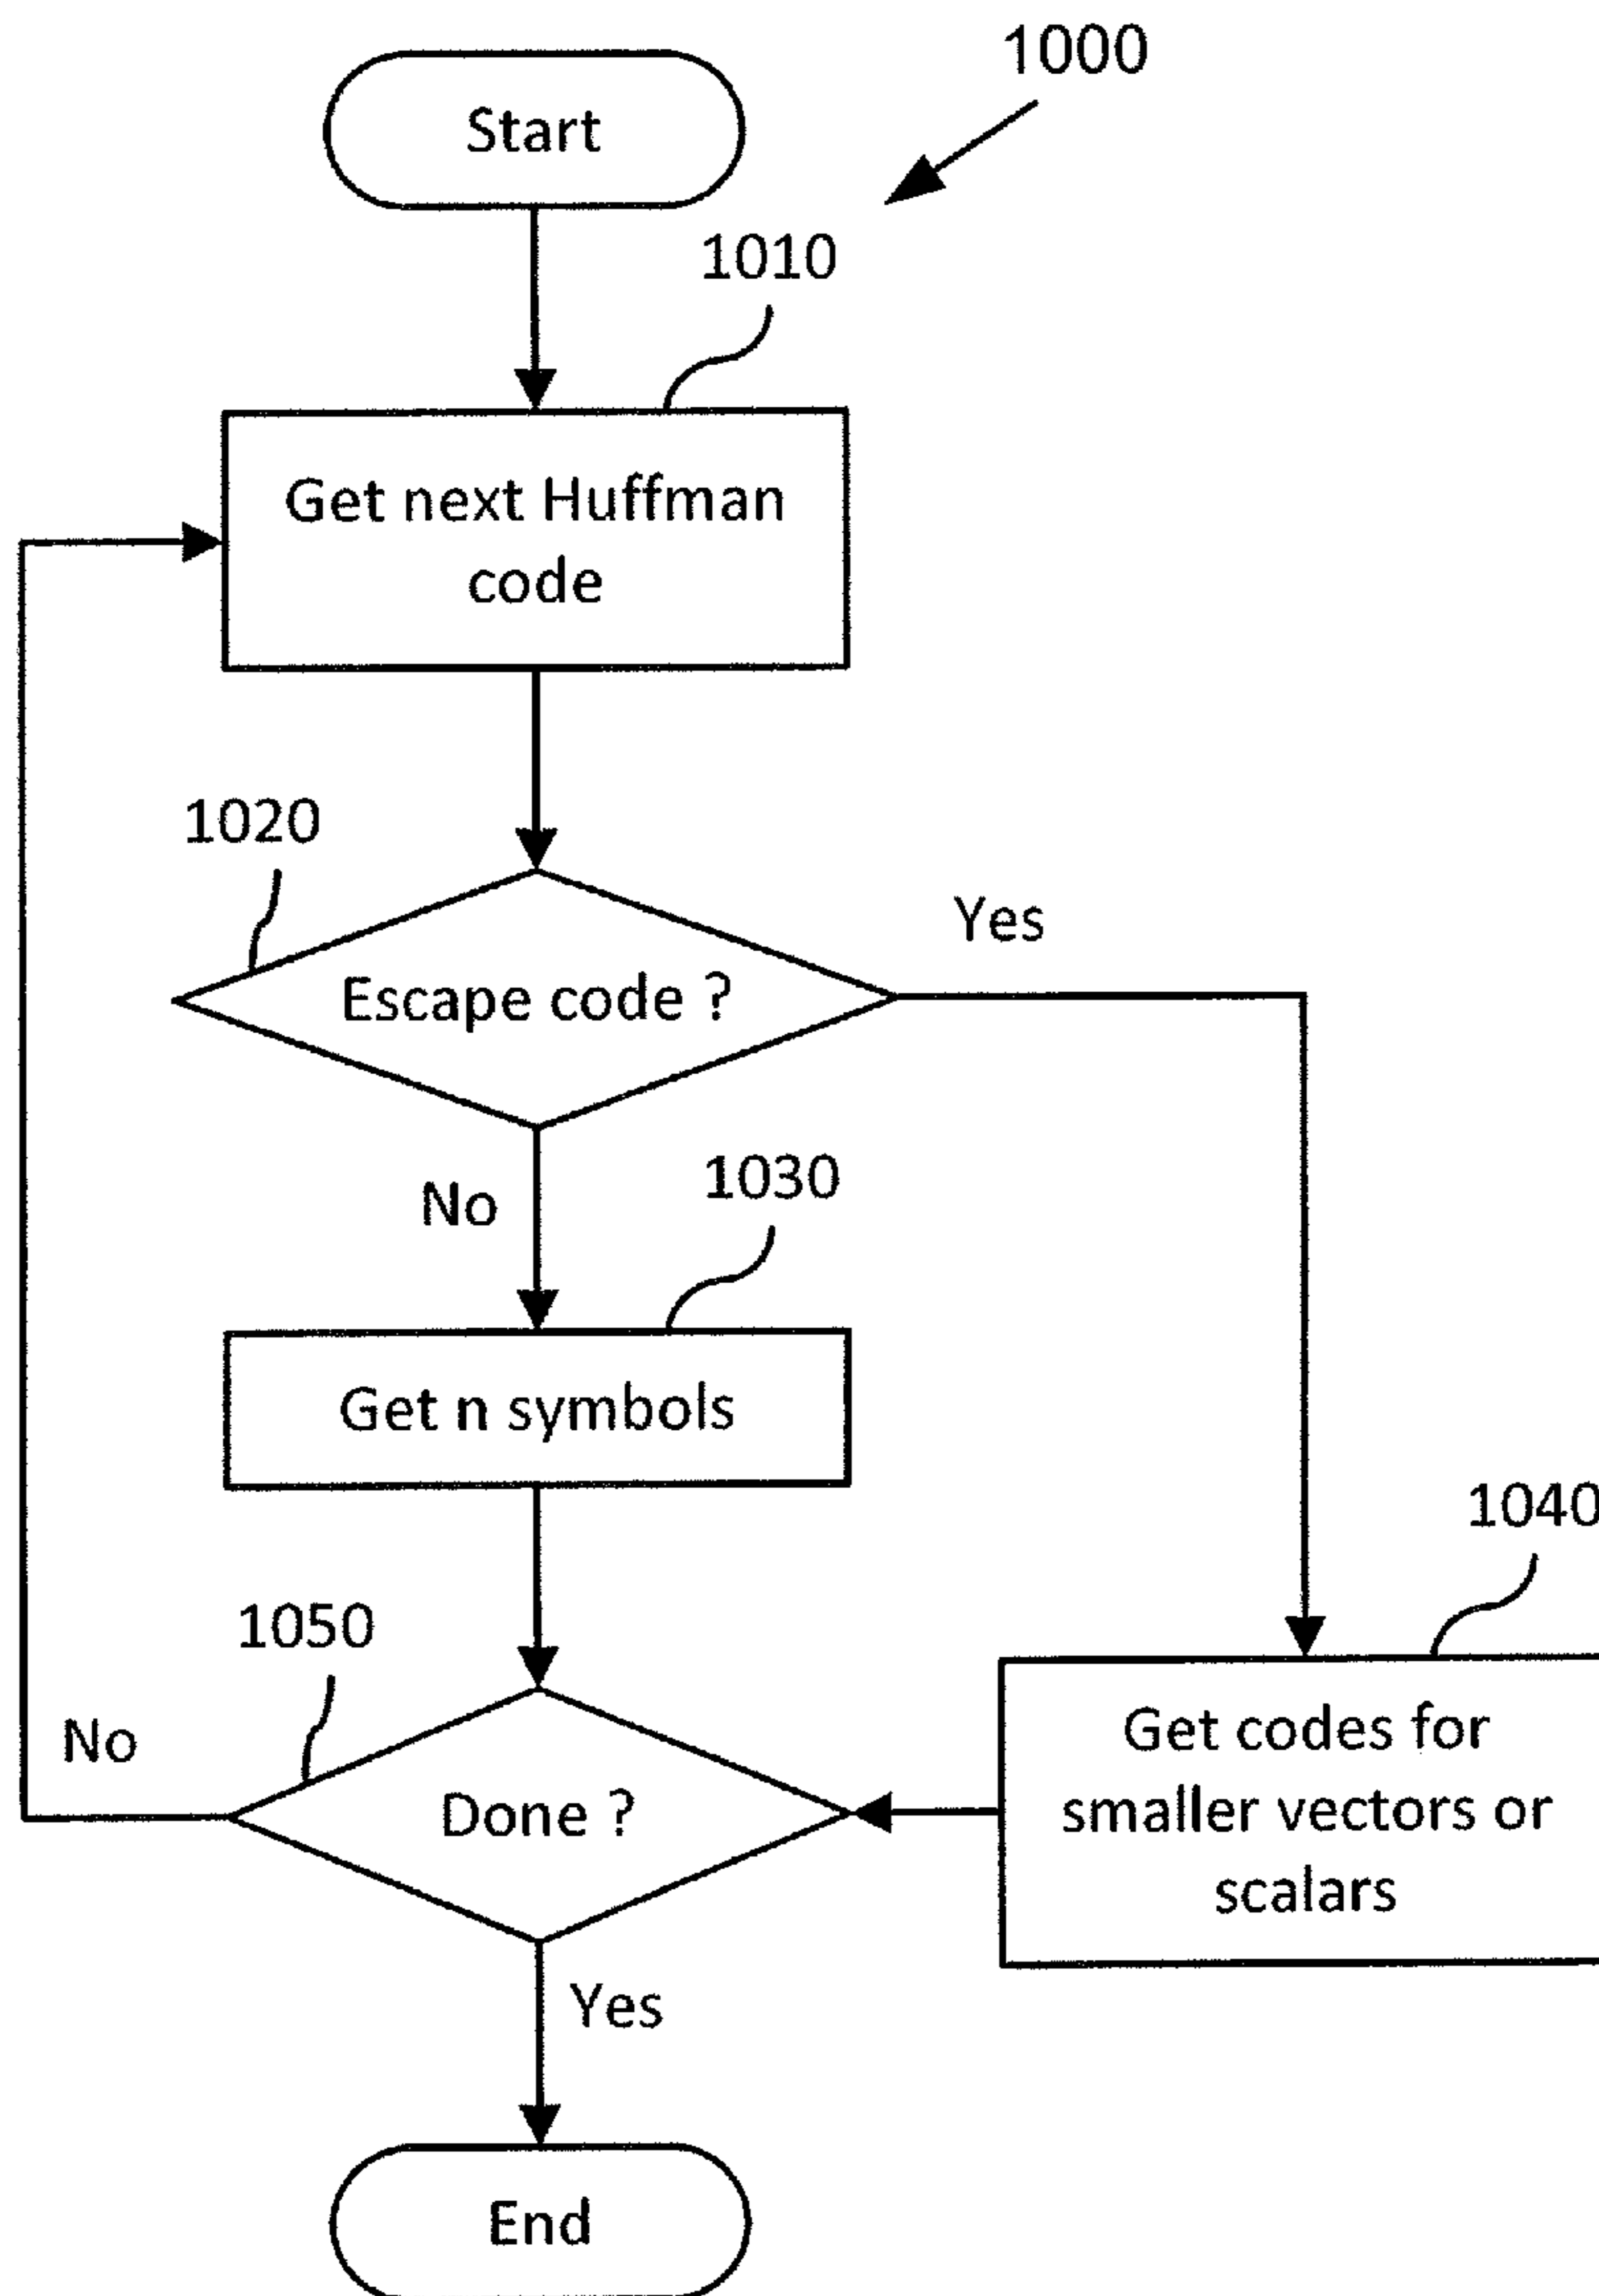 1000
Start
1010
Get next Huffman
code
1020
Escape code ?
Yes
No
1030
Get n symbols
1040
1050
No
Done ?
Get codes for
smaller vectors or
scalars
Yes
End